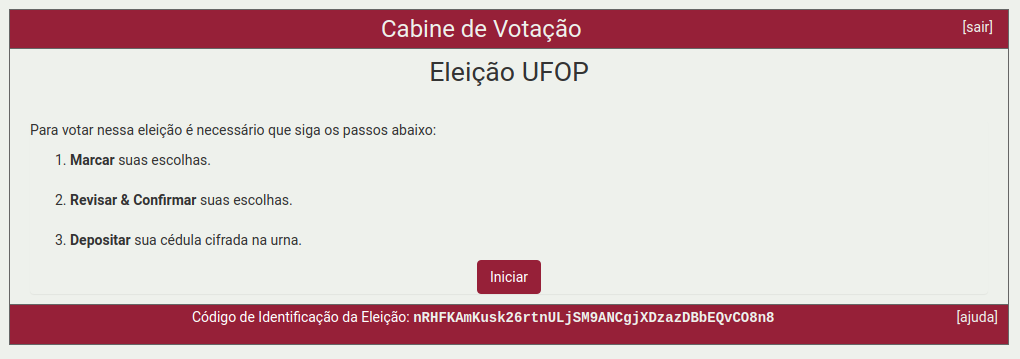 Cabine de Votação
[sair]
Eleição UFOP
Para votar nessa eleição é necessário que siga os passos abaixo:
1. Marcar suas escolhas.
2. Revisar & Confirmar suas escolhas.
3. Depositar sua cédula cifrada na urna.
Iniciar
Código de Identificação da Eleição: nRHFKAmKusk26rtnULjSM9ANCgjXDzazDBbEQvCO8n8
[ajuda]